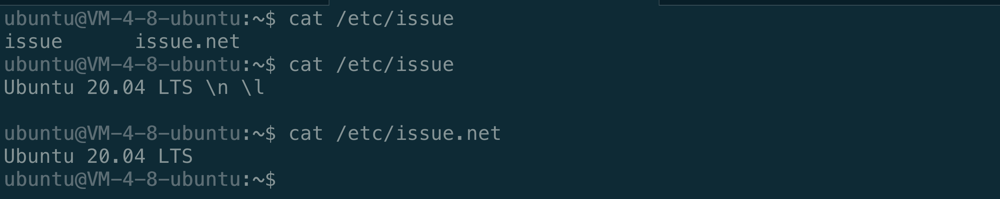 ubuntu@VM-4-8-ubuntu:~$ cat /etc/issue
issue      issue.net
ubuntu@VM-4-8-ubuntu:~$ cat /etc/issue
Ubuntu 20.04 LTS \n \l
ubuntu@VM-4-8-ubuntu:~$ cat /etc/issue.net
Ubuntu 20.04 LTS
ubuntu@VM-4-8-ubuntu:~$